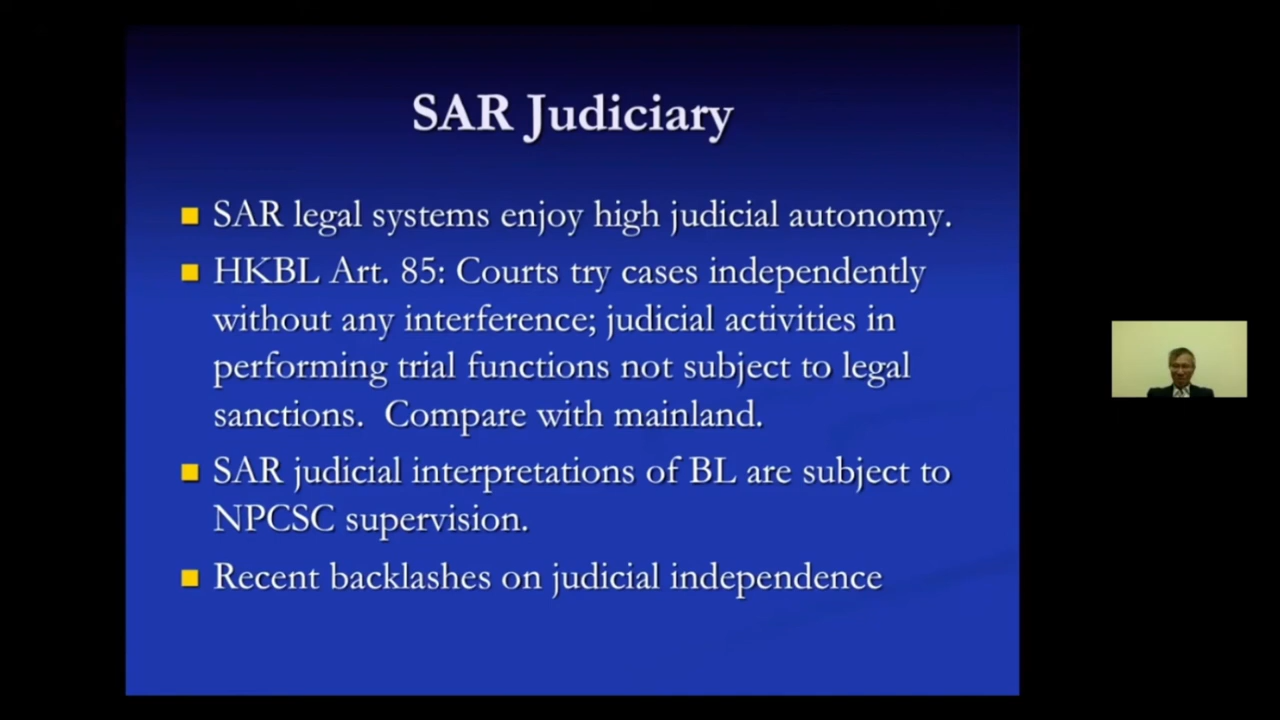 SAR Judiciary
SAR legal systems enjoy high judicial autonomy.
HKBL Art. 85: Courts try cases independently
without any interference; judicial activities in
performing trial functions not subject to legal
sanctions.  Compare with mainland.
SAR judicial interpretations of BL are subject to
NPCSC supervision.
Recent backlashes on judicial independence